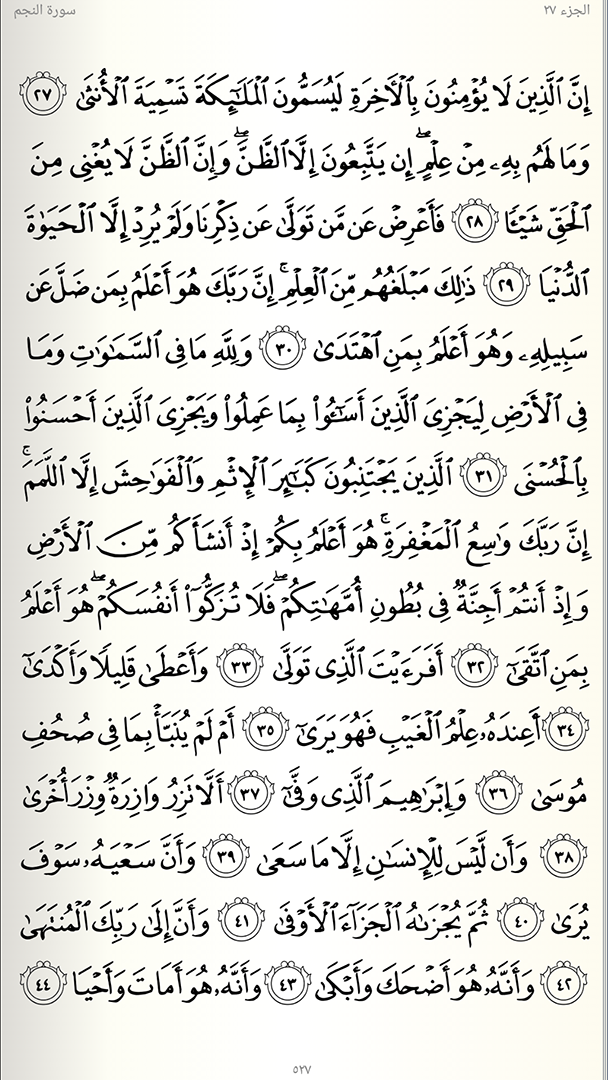 الجزء ٢٧
سورة النجم
إِنَّ ٱلَّذِينَ لَا يُؤۡمِنُونَ بِٱلۡأٓخِرَةِ لَيُسَمُّونَ ٱلۡمَلَٰٓئِكَةَ تَسۡمِيَةَ ٱلۡأُنثَىٰ ٢٧
وَمَا لَهُم بِهِۦ مِنۡ عِلۡمٍۖ إِن يَتَّبِعُونَ إِلَّا ٱلظَّنَّۖ وَإِنَّ ٱلظَّنَّ لَا يُغۡنِي مِنَ
ٱلۡحَقِّ شَيۡـٔٗا ٢٨ فَأَعۡرِضۡ عَن مَّن تَوَلَّىٰ عَن ذِكۡرِنَا وَلَمۡ يُرِدۡ إِلَّا ٱلۡحَيَوٰةَ
ٱلدُّنۡيَا ٢٩ ذَٰلِكَ مَبۡلَغُهُم مِّنَ ٱلۡعِلۡمِۚ إِنَّ رَبَّكَ هُوَ أَعۡلَمُ بِمَن ضَلَّ عَن
سَبِيلِهِۦ وَهُوَ أَعۡلَمُ بِمَنِ ٱهۡتَدَىٰ ٣٠ وَلِلَّهِ مَا فِي ٱلسَّمَٰوَٰتِ وَمَا
فِي ٱلۡأَرۡضِ لِيَجۡزِيَ ٱلَّذِينَ أَسَٰٓـُٔواْ بِمَا عَمِلُواْ وَيَجۡزِيَ ٱلَّذِينَ أَحۡسَنُواْ
بِٱلۡحُسۡنَى ٣١ ٱلَّذِينَ يَجۡتَنِبُونَ كَبَٰٓئِرَ ٱلۡإِثۡمِ وَٱلۡفَوَٰحِشَ إِلَّا ٱللَّمَمَۚ
إِنَّ رَبَّكَ وَٰسِعُ ٱلۡمَغۡفِرَةِۚ هُوَ أَعۡلَمُ بِكُمۡ إِذۡ أَنشَأَكُم مِّنَ ٱلۡأَرۡضِ
وَإِذۡ أَنتُمۡ أَجِنَّةٞ فِي بُطُونِ أُمَّهَٰتِكُمۡۖ فَلَا تُزَكُّوٓاْ أَنفُسَكُمۡۖ هُوَ أَعۡلَمُ
بِمَنِ ٱتَّقَىٰٓ ٣٢ أَفَرَءَيۡتَ ٱلَّذِي تَوَلَّىٰ ٣٣ وَأَعۡطَىٰ قَلِيلٗا وَأَكۡدَىٰٓ
٣٤ أَعِندَهُۥ عِلۡمُ ٱلۡغَيۡبِ فَهُوَ يَرَىٰٓ ٣٥ أَمۡ لَمۡ يُنَبَّأۡ بِمَا فِي صُحُفِ
مُوسَىٰ ٣٦ وَإِبۡرَٰهِيمَ ٱلَّذِي وَفَّىٰٓ ٣٧ أَلَّا تَزِرُ وَازِرَةٞ وِزۡرَ أُخۡرَىٰ
٣٨ وَأَن لَّيۡسَ لِلۡإِنسَٰنِ إِلَّا مَا سَعَىٰ ٣٩ وَأَنَّ سَعۡيَهُۥ سَوۡفَ
يُرَىٰ ٤٠ ثُمَّ يُجۡزَىٰهُ ٱلۡجَزَآءَ ٱلۡأَوۡفَىٰ ٤١ وَأَنَّ إِلَىٰ رَبِّكَ ٱلۡمُنتَهَىٰ
٤٢ وَأَنَّهُۥ هُوَ أَضۡحَكَ وَأَبۡكَىٰ ٤٣ وَأَنَّهُۥ هُوَ أَمَاتَ وَأَحۡيَا ٤٤
٥٢٧